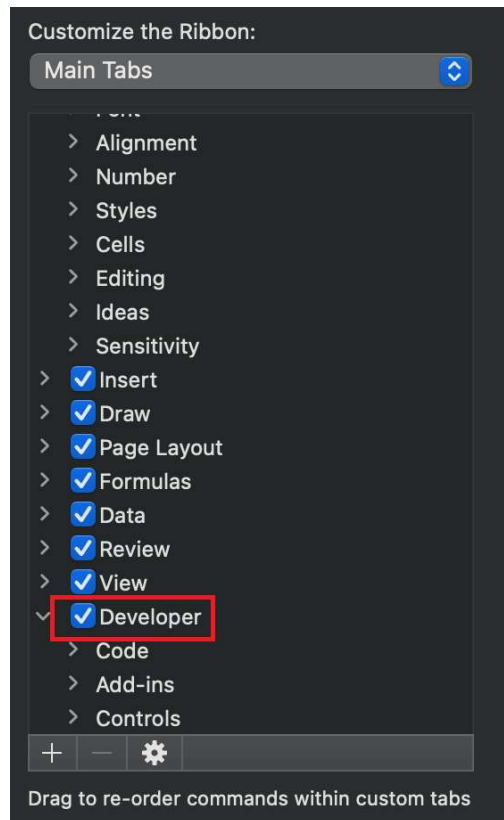 Customize the Ribbon:
Main Tabs
Alignment
Number
Styles
Cells
Editing
Ideas
Sensitivity
Insert
Draw
Page Layout
Formulas
Data
Review
View
Developer
Code
Add-ins
Controls
Drag to re-order commands within custom tabs